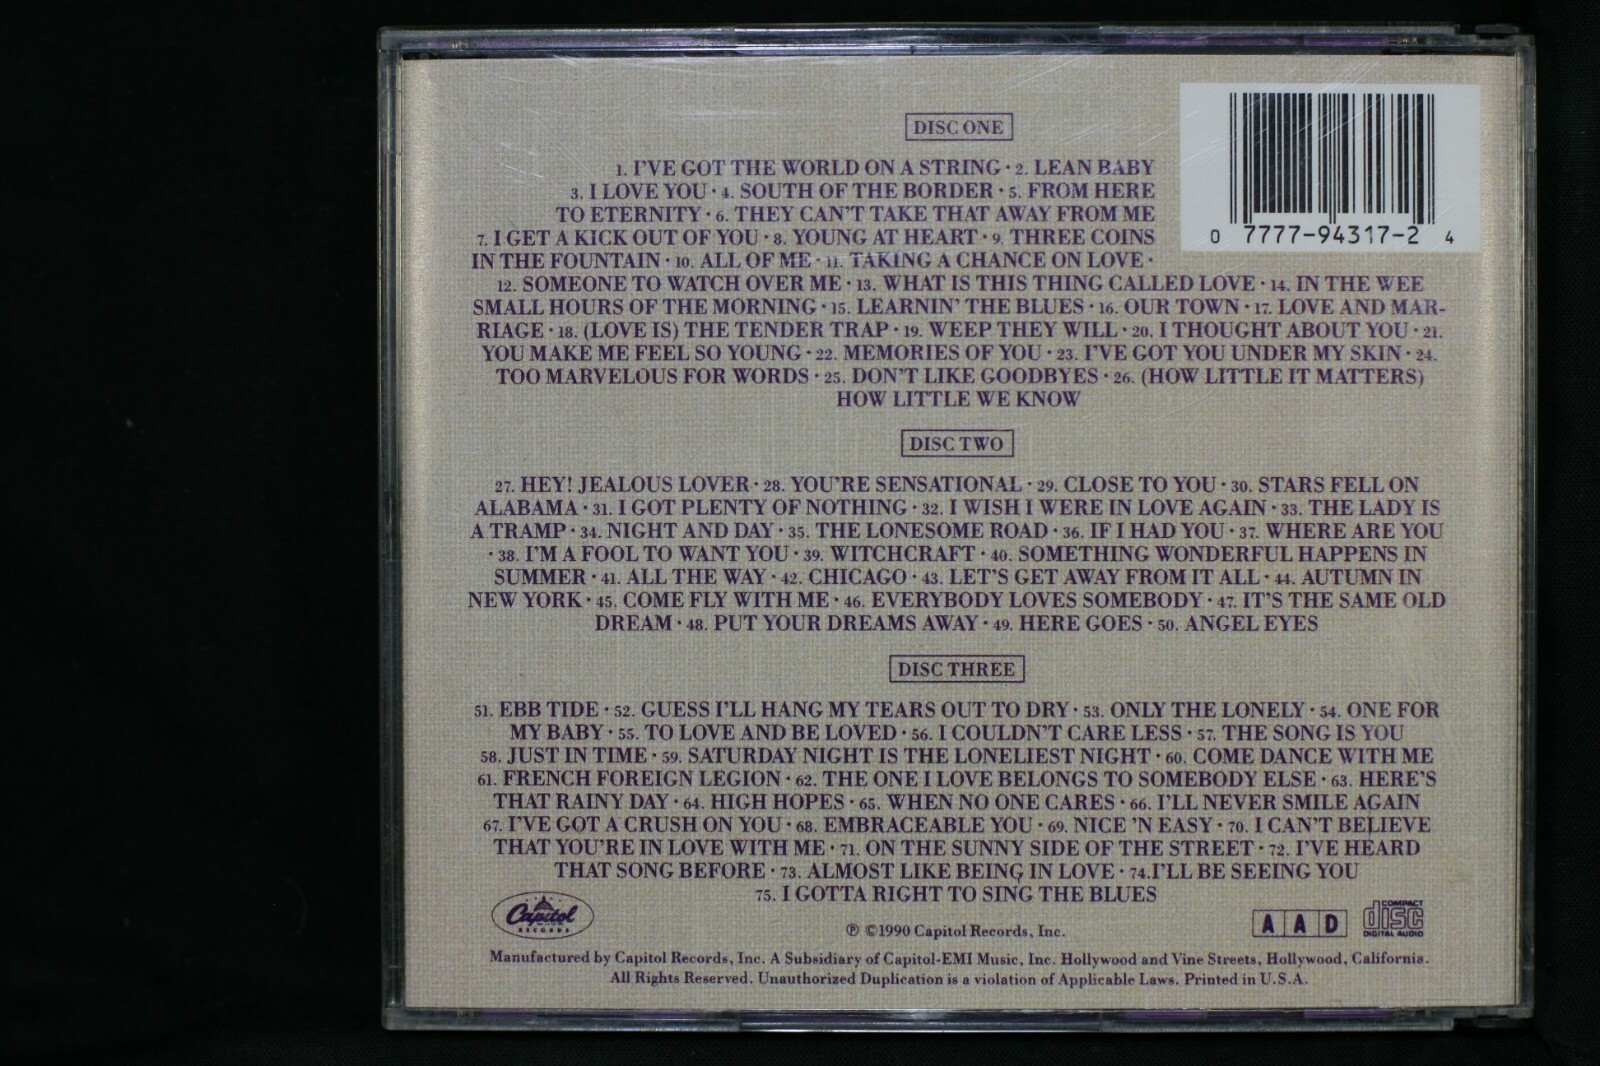 DISC ONE
1. I'VE GOT THE WORLD ON A STRING · 2. LEAN BABY
3. I LOVE YOU · 4. SOUTH OF THE BORDER · 5. FROM HERE
TO ETERNITY · 6. THEY CAN'T TAKE THAT AWAY FROM ME
7. I GET A KICK OUT OF YOU · 8. YOUNG AT HEART · 9. THREE COINS
IN THE FOUNTAIN · 10. ALL OF ME · 11. TAKING A CHANCE ON LOVE ·
12. SOMEONE TO WATCH OVER ME · 13. WHAT IS THIS THING CALLED LOVE · 14. IN THE WEE
SMALL HOURS OF THE MORNING · 15. LEARNIN' THE BLUES · 16. OUR TOWN · 17. LOVE AND MAR-
RIAGE · 18. (LOVE IS) THE TENDER TRAP · 19. WEEP THEY WILL · 20. I THOUGHT ABOUT YOU · 21.
YOU MAKE ME FEEL SO YOUNG · 22. MEMORIES OF YOU · 23. I'VE GOT YOU UNDER MY SKIN · 24.
TOO MARVELOUS FOR WORDS · 25. DON'T LIKE GOODBYES · 26. (HOW LITTLE IT MATTERS)
HOW LITTLE WE KNOW
0 7777-94317-2 4
DISC TWO
27. HEY! JEALOUS LOVER · 28. YOU'RE SENSATIONAL · 29. CLOSE TO YOU · 30. STARS FELL ON
ALABAMA · 31. I GOT PLENTY OF NOTHING · 32. I WISH I WERE IN LOVE AGAIN · 33. THE LADY IS
A TRAMP · 34. NIGHT AND DAY · 35. THE LONESOME ROAD · 36. IF I HAD YOU · 37. WHERE ARE YOU
· 38. I'M A FOOL TO WANT YOU · 39. WITCHCRAFT · 40. SOMETHING WONDERFUL HAPPENS IN
SUMMER · 41. ALL THE WAY · 42. CHICAGO · 43. LET'S GET AWAY FROM IT ALL · 44. AUTUMN IN
NEW YORK · 45. COME FLY WITH ME · 46. EVERYBODY LOVES SOMEBODY · 47. IT'S THE SAME OLD
DREAM · 48. PUT YOUR DREAMS AWAY · 49. HERE GOES · 50. ANGEL EYES
DISC THREE
51. EBB TIDE · 52. GUESS I'LL HANG MY TEARS OUT TO DRY · 53. ONLY THE LONELY · 54. ONE FOR
MY BABY · 55. TO LOVE AND BE LOVED · 56. I COULDN'T CARE LESS · 57. THE SONG IS YOU
58. JUST IN TIME · 59. SATURDAY NIGHT IS THE LONELIEST NIGHT · 60. COME DANCE WITH ME
61. FRENCH FOREIGN LEGION · 62. THE ONE I LOVE BELONGS TO SOMEBODY ELSE · 63. HERE'S
THAT RAINY DAY · 64. HIGH HOPES · 65. WHEN NO ONE CARES · 66. I'LL NEVER SMILE AGAIN
67. I'VE GOT A CRUSH ON YOU · 68. EMBRACEABLE YOU · 69. NICE 'N EASY · 70. I CAN'T BELIEVE
THAT YOU'RE IN LOVE WITH ME · 71. ON THE SUNNY SIDE OF THE STREET · 72. I'VE HEARD
THAT SONG BEFORE · 73. ALMOST LIKE BEING IN LOVE · 74. I'LL BE SEEING YOU
75. I GOTTA RIGHT TO SING THE BLUES
Capitol
RECORDS
℗ ©1990 Capitol Records, Inc.
A A D
COMPACT
disc
DIGITAL AUDIO
Manufactured by Capitol Records, Inc. A Subsidiary of Capitol-EMI Music, Inc. Hollywood and Vine Streets, Hollywood, California.
All Rights Reserved. Unauthorized Duplication is a violation of Applicable Laws. Printed in U.S.A.